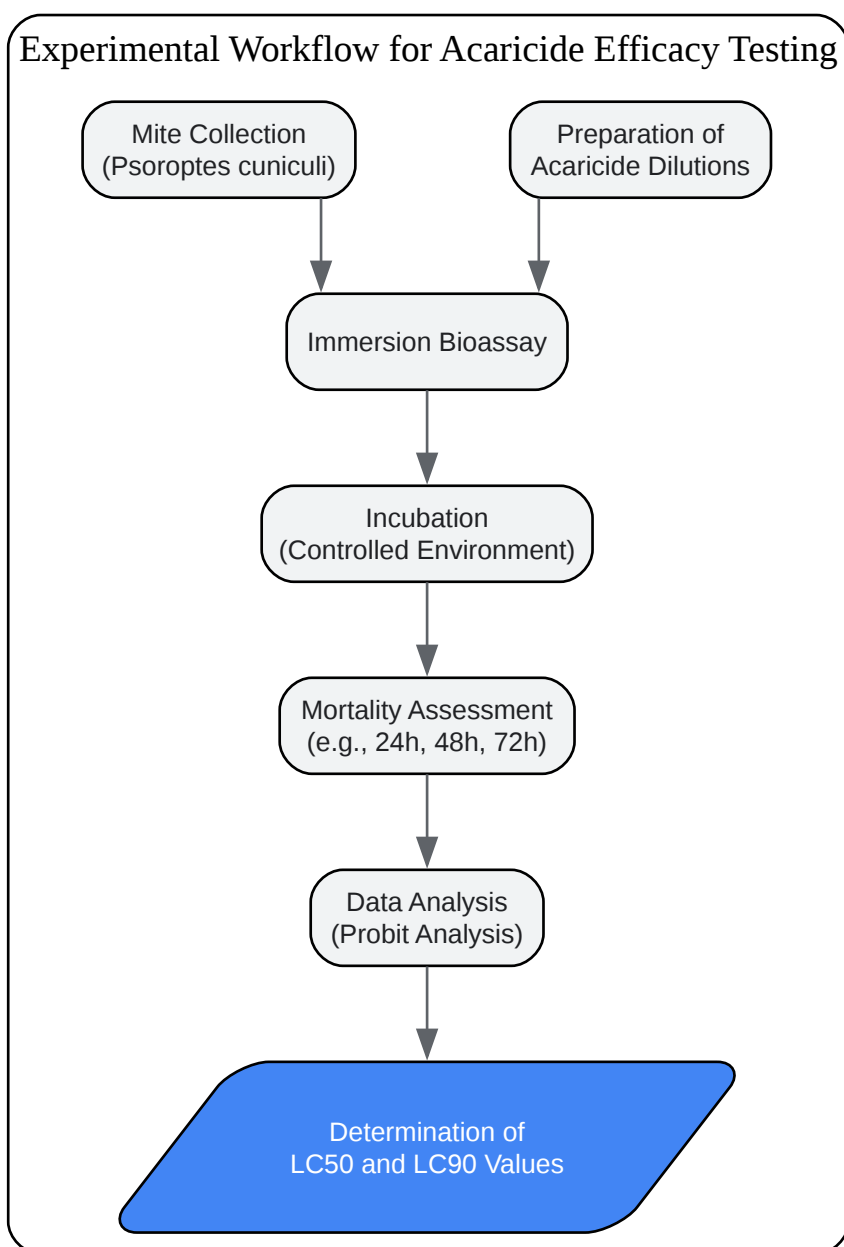 Experimental Workflow for Acaricide Efficacy Testing
Mite Collection
(Psoroptes cuniculi)
Preparation of
Acaricide Dilutions
Immersion Bioassay
Incubation
(Controlled Environment)
Mortality Assessment
(e.g., 24h, 48h, 72h)
Data Analysis
(Probit Analysis)
Determination of
LC50 and LC90 Values